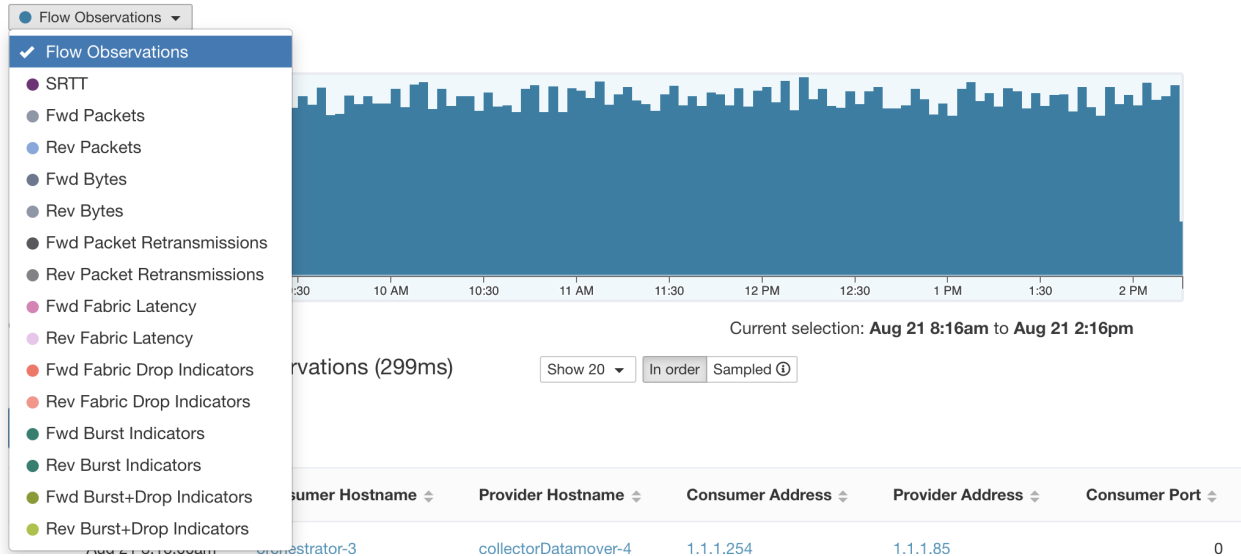 Flow Observations
Flow Observations
SRTT
Fwd Packets
Rev Packets
Fwd Bytes
Rev Bytes
Fwd Packet Retransmissions
Rev Packet Retransmissions
Fwd Fabric Latency
Rev Fabric Latency
Fwd Fabric Drop Indicators
Rev Fabric Drop Indicators
Fwd Burst Indicators
Rev Burst Indicators
Fwd Burst+Drop Indicators
Rev Burst+Drop Indicators
:30 10 AM 10:30 11 AM 11:30 12 PM 12:30 1 PM 1:30 2 PM
Current selection: Aug 21 8:16am to Aug 21 2:16pm
rvations (299ms) Show 20 In order Sampled
sumer Hostname Provider Hostname Consumer Address Provider Address Consumer Port
orchestrator-3 collectorDatamover-4 1.1.1.254 1.1.1.85 0